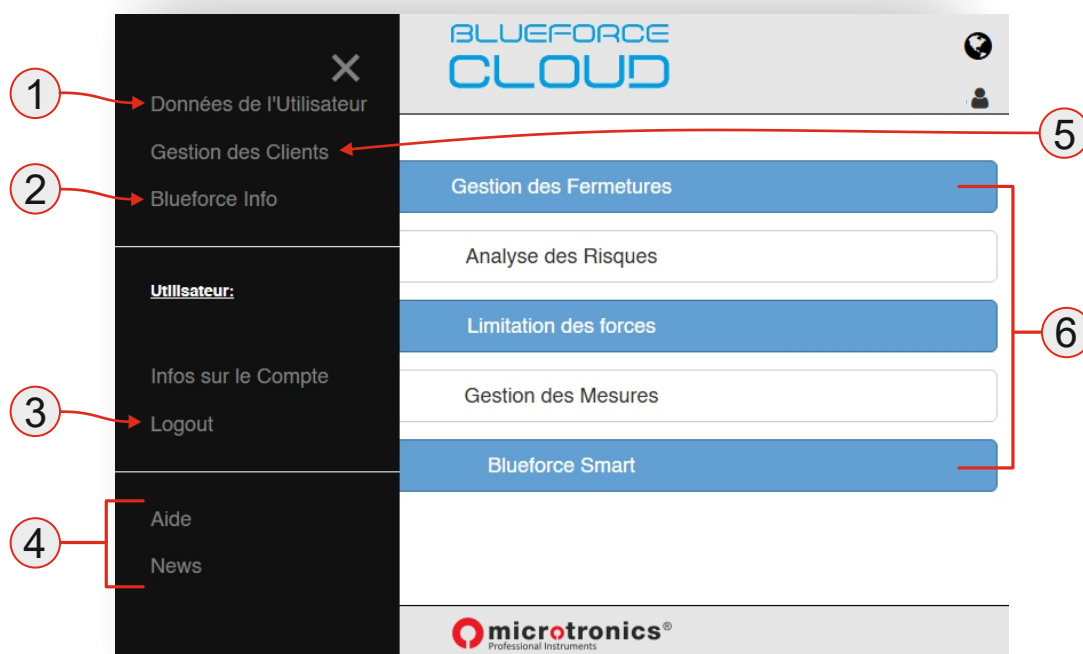 BLUEFORCE
CLOUD
1
Données de l'Utilisateur
Gestion des Clients
5
2
Blueforce Info
Gestion des Fermetures
Analyse des Risques
Utilisateur:
Limitation des forces
6
Infos sur le Compte
Gestion des Mesures
3
Logout
Blueforce Smart
4
Aide
News
microtronics®
Professional Instruments